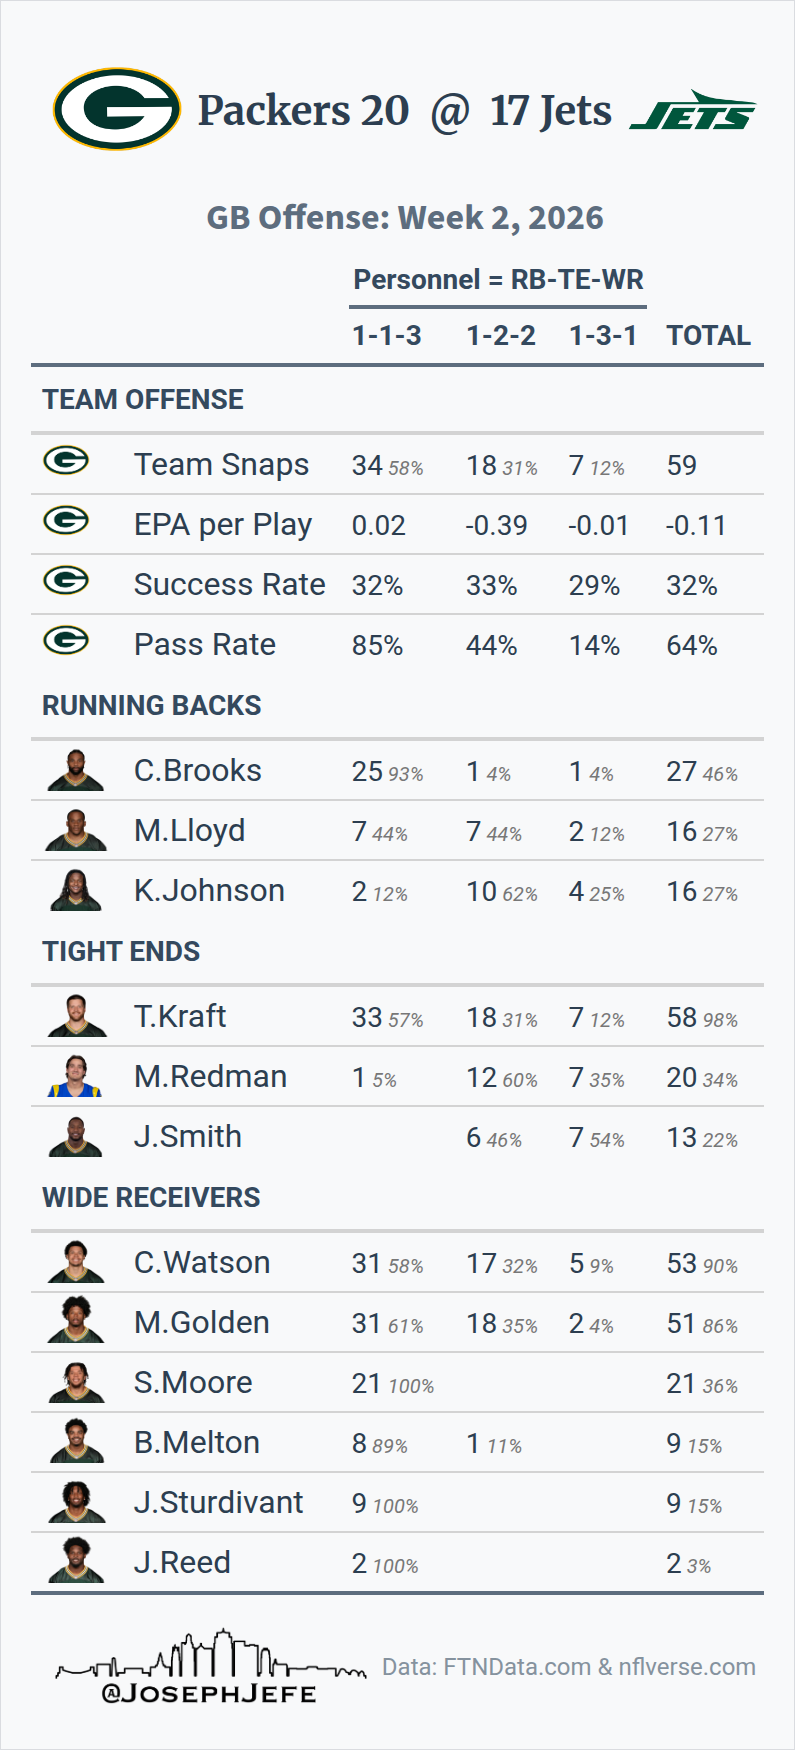 Packers 20 @ 17 Jets JETS
GB Offense: Week 2, 2026
Personnel = RB-TE-WR
1-1-3 1-2-2 1-3-1 TOTAL
TEAM OFFENSE
G Team Snaps 34 58% 18 31% 7 12% 59
G EPA per Play 0.02 -0.39 -0.01 -0.11
G Success Rate 32% 33% 29% 32%
G Pass Rate 85% 44% 14% 64%
RUNNING BACKS
C.Brooks 25 93% 1 4% 1 4% 27 46%
M.Lloyd 7 44% 7 44% 2 12% 16 27%
K.Johnson 2 12% 10 62% 4 25% 16 27%
TIGHT ENDS
T.Kraft 33 57% 18 31% 7 12% 58 98%
M.Redman 1 5% 12 60% 7 35% 20 34%
J.Smith 6 46% 7 54% 13 22%
WIDE RECEIVERS
C.Watson 31 58% 17 32% 5 9% 53 90%
M.Golden 31 61% 18 35% 2 4% 51 86%
S.Moore 21 100% 21 36%
B.Melton 8 89% 1 11% 9 15%
J.Sturdivant 9 100% 9 15%
J.Reed 2 100% 2 3%
@JOSEPHJEFE
Data: FTNData.com & nflverse.com